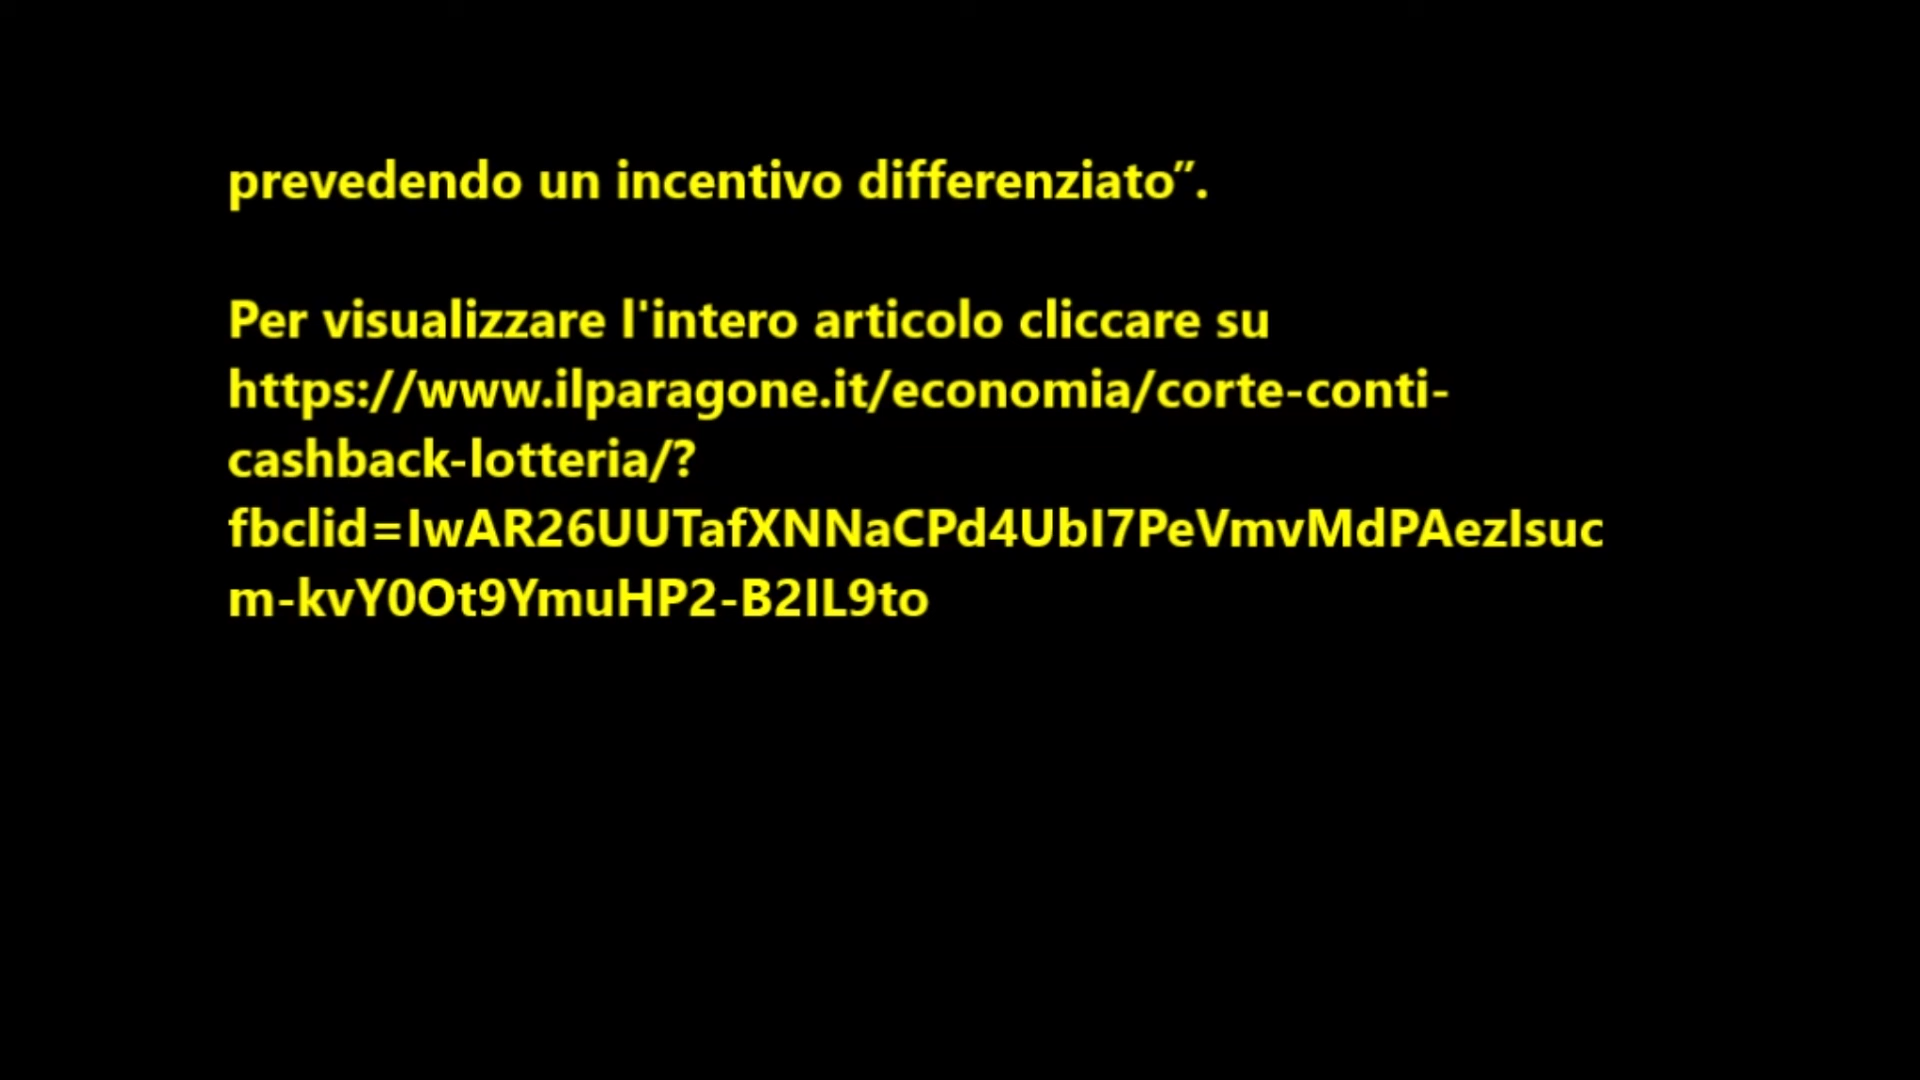 prevedendo un incentivo differenziato”.
Per visualizzare l'intero articolo cliccare su
https://www.ilparagone.it/economia/corte-conti-
cashback-lotteria/?
fbclid=IwAR26UUTafXNNaCPd4UbI7PeVmvMdPAezIsuc
m-kvY0Ot9YmuHP2-B2IL9to